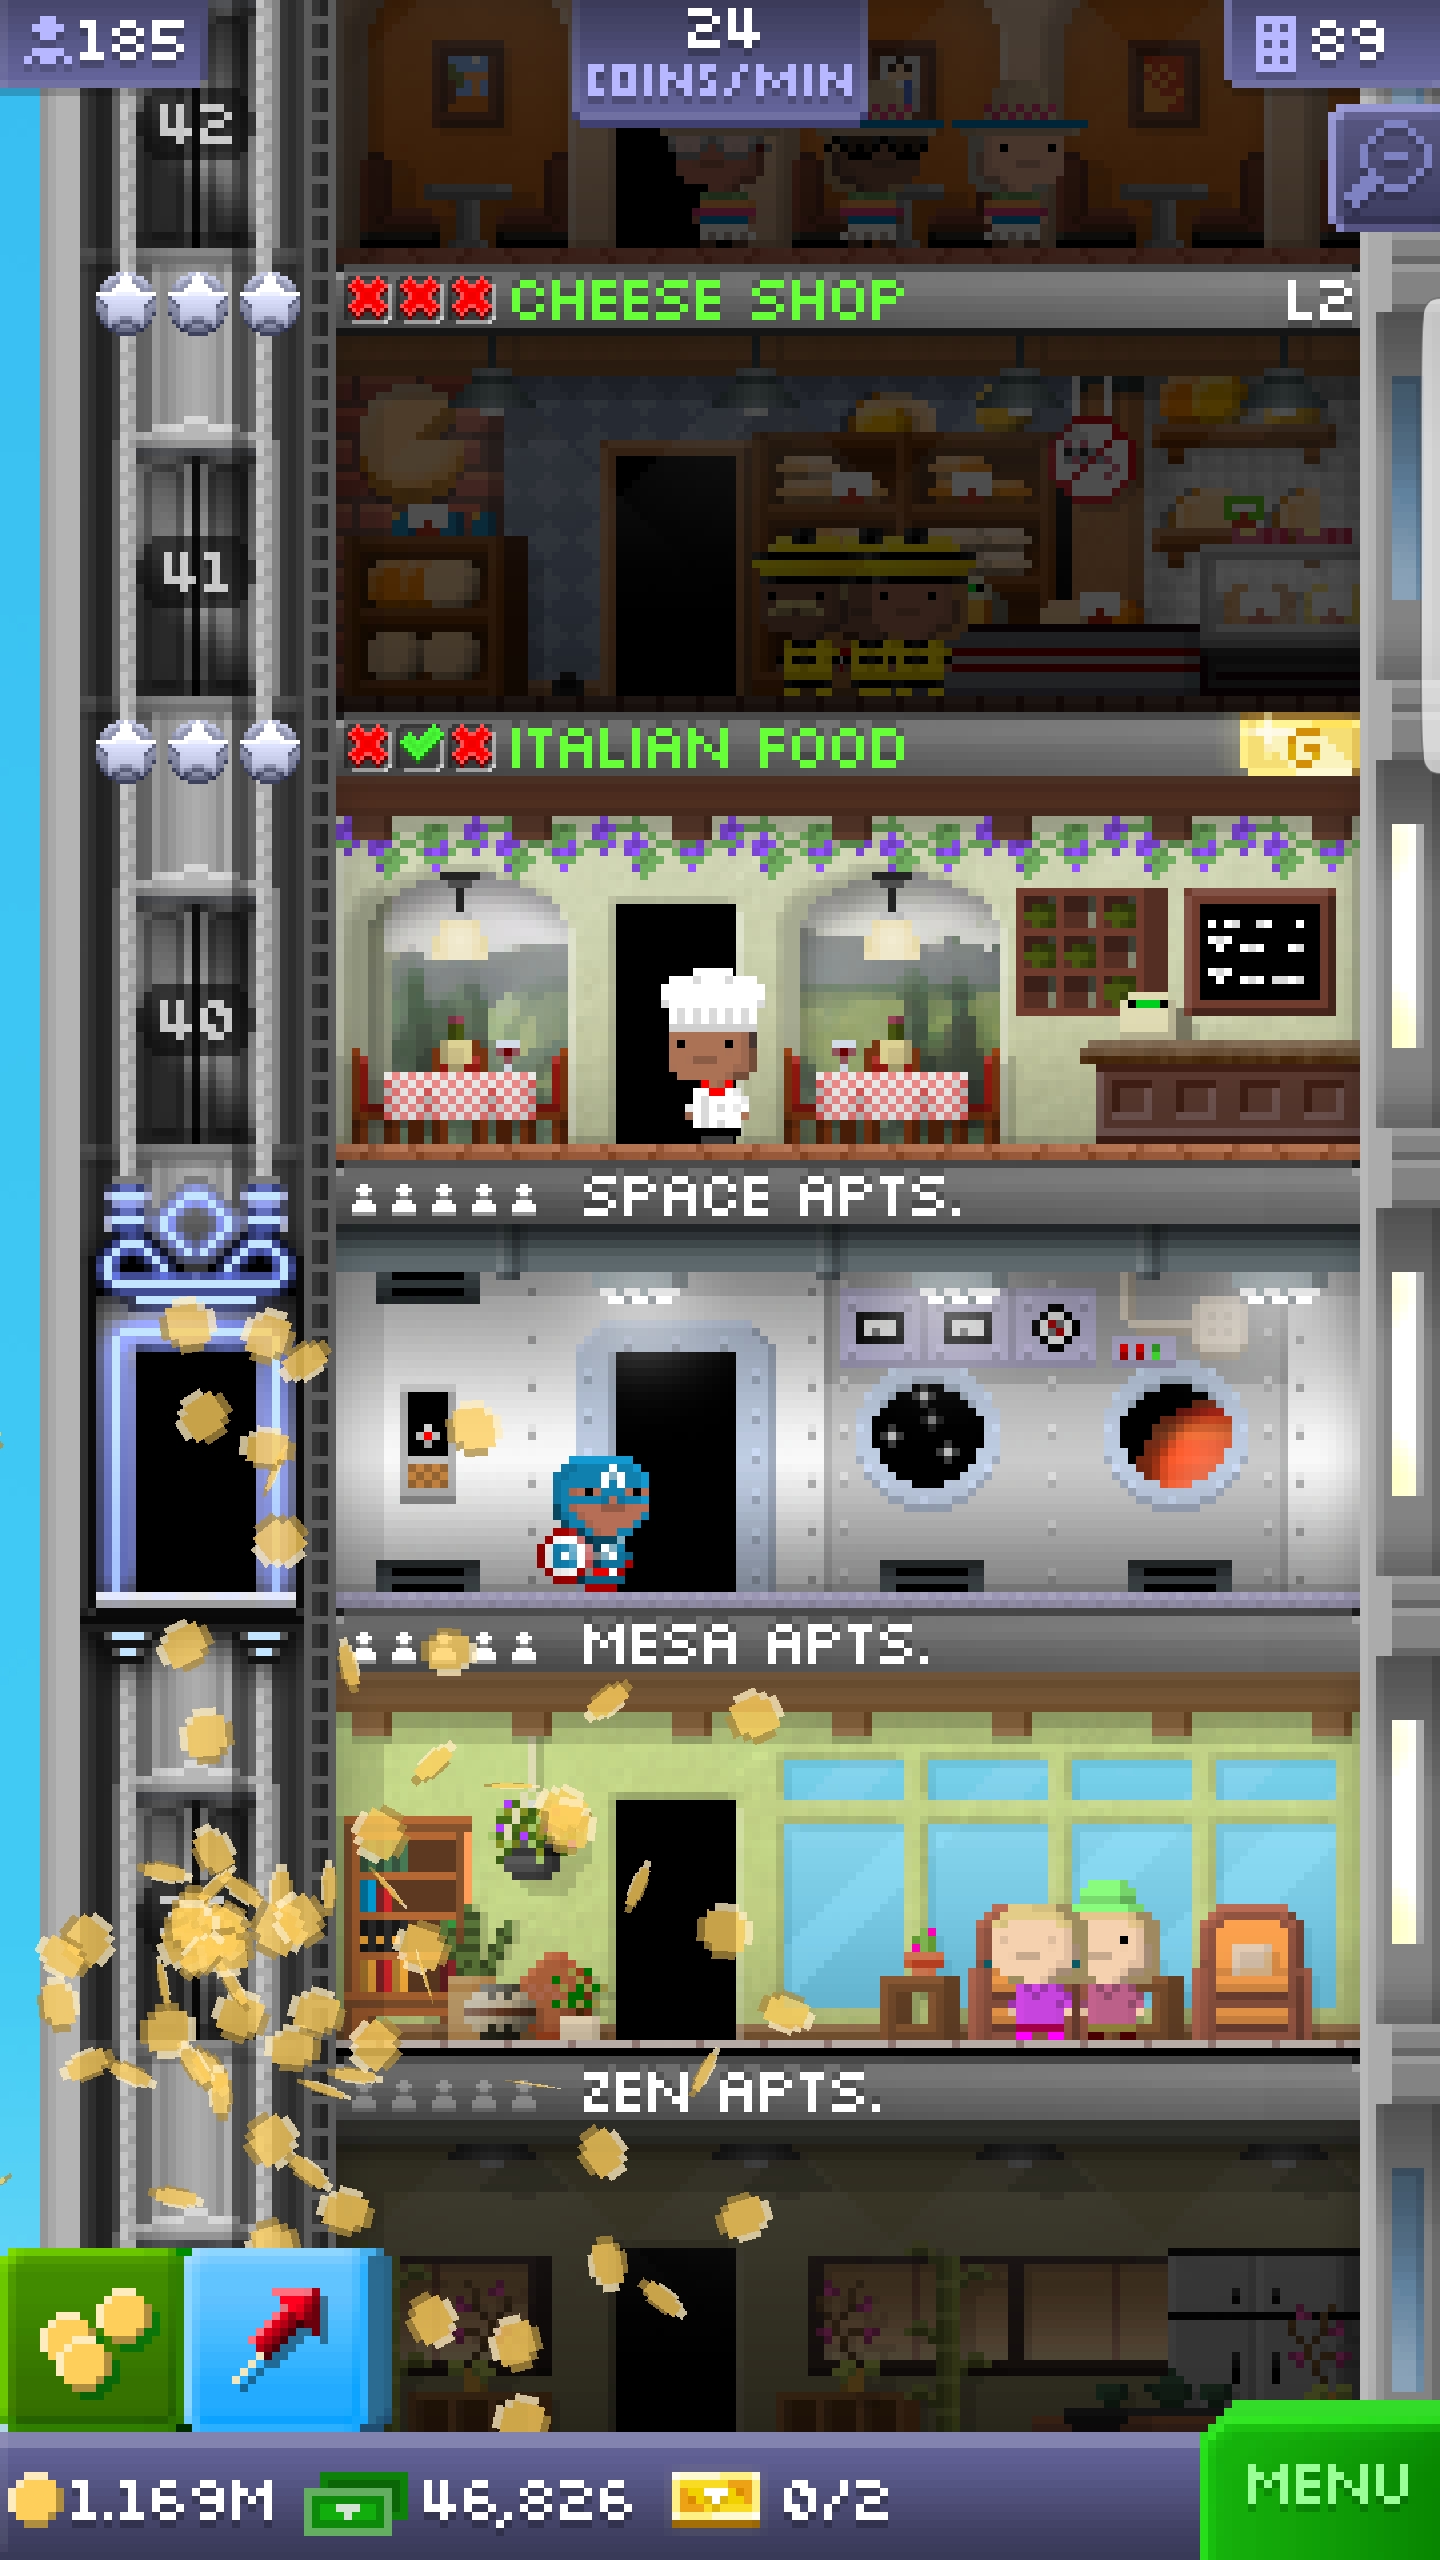 185
24
COINS/MIN
89
42
CHEESE SHOP
L2
41
ITALIAN FOOD
G
40
SPACE APTS.
MESA APTS.
ZEN APTS.
1.169M
46,826
0/2
MENU